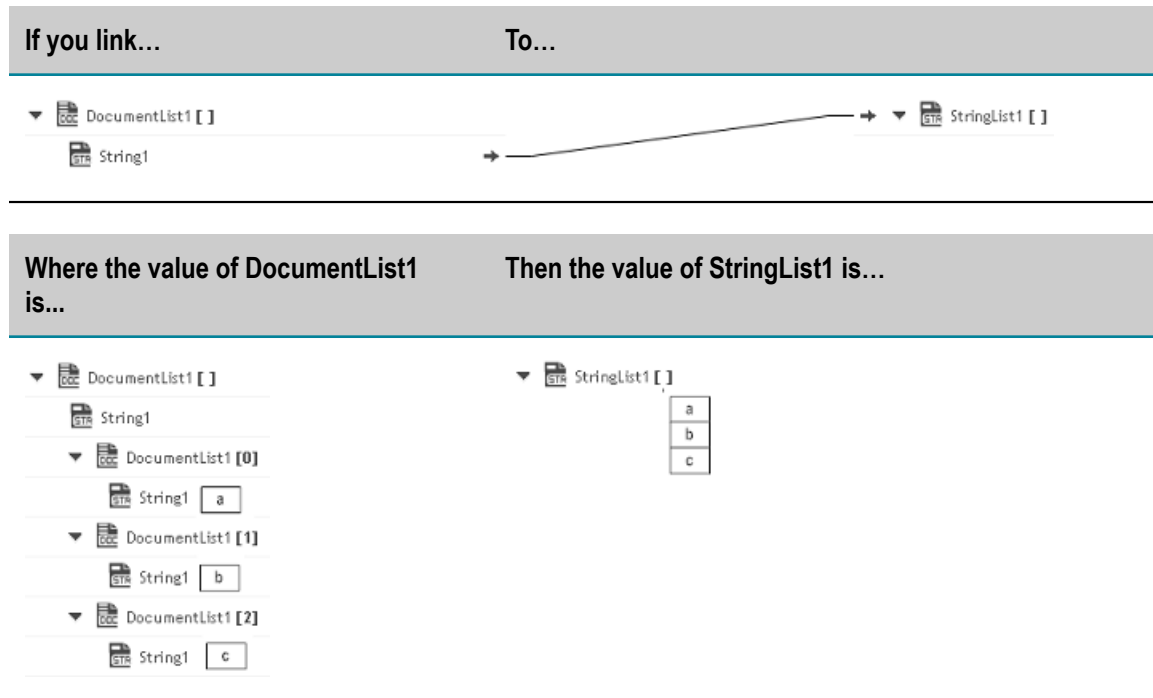 If you link… To…
DocumentList1 [ ] StringList1 [ ]
String1
Where the value of DocumentList1 is... Then the value of StringList1 is…
DocumentList1 [ ] StringList1 [ ]
String1 a
DocumentList1 [0] b
String1 a c
DocumentList1 [1]
String1 b
DocumentList1 [2]
String1 c